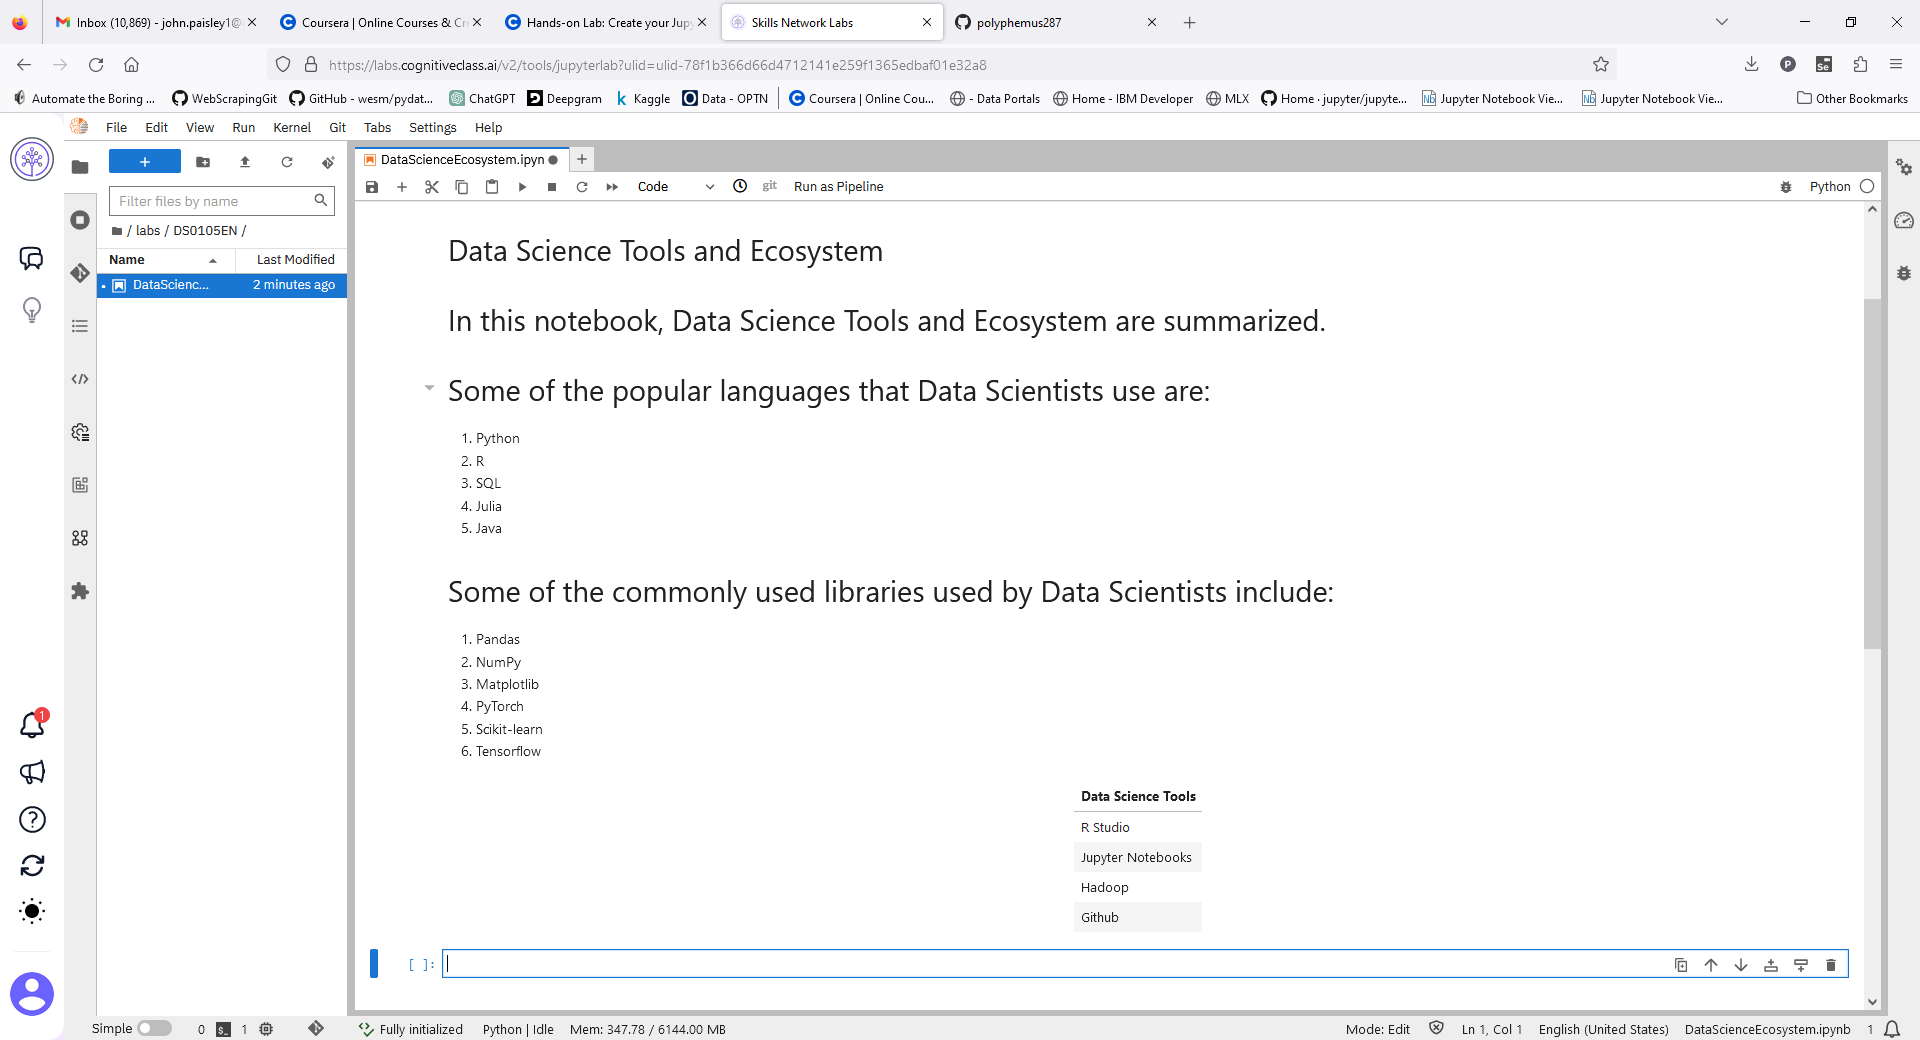 Inbox (10,869) - john.paisley1@
Coursera | Online Courses & Cre
Hands-on Lab: Create your Jupy
Skills Network Labs
polyphemus287
https://labs.cognitiveclass.ai/v2/tools/jupyterlab?ulid=ulid-78f1b366d66d4712141e259f1365edbaf01e32a8
P
Se
Automate the Boring ...
WebScrapingGit
GitHub - wesm/pydat...
ChatGPT
Deepgram
Kaggle
Data - OPTN
Coursera | Online Cou...
- Data Portals
Home - IBM Developer
MLX
Home · jupyter/jupyte...
Jupyter Notebook Vie...
Jupyter Notebook Vie...
Other Bookmarks
File Edit View Run Kernel Git Tabs Settings Help
Filter files by name
/ labs / DS0105EN /
Name Last Modified
DataScienc... 2 minutes ago
DataScienceEcosystem.ipyn
Code
git
Run as Pipeline
Python
Data Science Tools and Ecosystem
In this notebook, Data Science Tools and Ecosystem are summarized.
Some of the popular languages that Data Scientists use are:
1. Python
2. R
3. SQL
4. Julia
5. Java
Some of the commonly used libraries used by Data Scientists include:
1. Pandas
2. NumPy
3. Matplotlib
4. PyTorch
5. Scikit-learn
6. Tensorflow
Data Science Tools
R Studio
Jupyter Notebooks
Hadoop
Github
[ ]:
1
Simple 0 $_ 1 Fully initialized Python | Idle Mem: 347.78 / 6144.00 MB Mode: Edit Ln 1, Col 1 English (United States) DataScienceEcosystem.ipynb 1